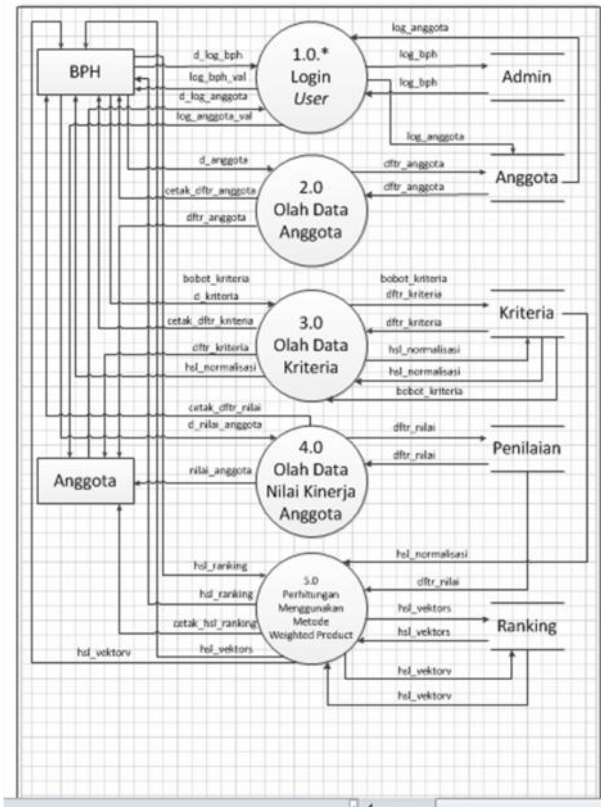 log_anggota
d_log_bph
1.0.*
log_bph
BPH
log_bph_val
Login
Admin
d_log_anggota
User
log_bph
log_anggota_val
log_anggota
d_anggota
2.0
dftr_anggota
Anggota
cetak_dftr_anggota
Olah Data
dftr_anggota
dftr_anggota
Anggota
bobot_kriteria
bobot_kriteria
d_kriteria
dftr_kriteria
3.0
Kriteria
cetak_dftr_kriteria
Olah Data
dftr_kriteria
dftr_kriteria
Kriteria
hsl_normalisasi
hsl_normalisasi
hsl_normalisasi
bobot_kriteria
cetak_dftr_nilai
d_nilai_anggota
4.0
dftr_nilai
Penilaian
Olah Data
dftr_nilai
Anggota
nilai_anggota
Nilai Kinerja
Anggota
hsl_normalisasi
hsl_ranking
5.0
dftr_nilai
hsl_ranking
Perhitungan
Menggunakan
Metode
Weighted Product
hsl_vektors
Ranking
cetak_hsl_ranking
hsl_vektors
hsl_vektorv
hsl_vektors
hsl_vektorv
hsl_vektorv